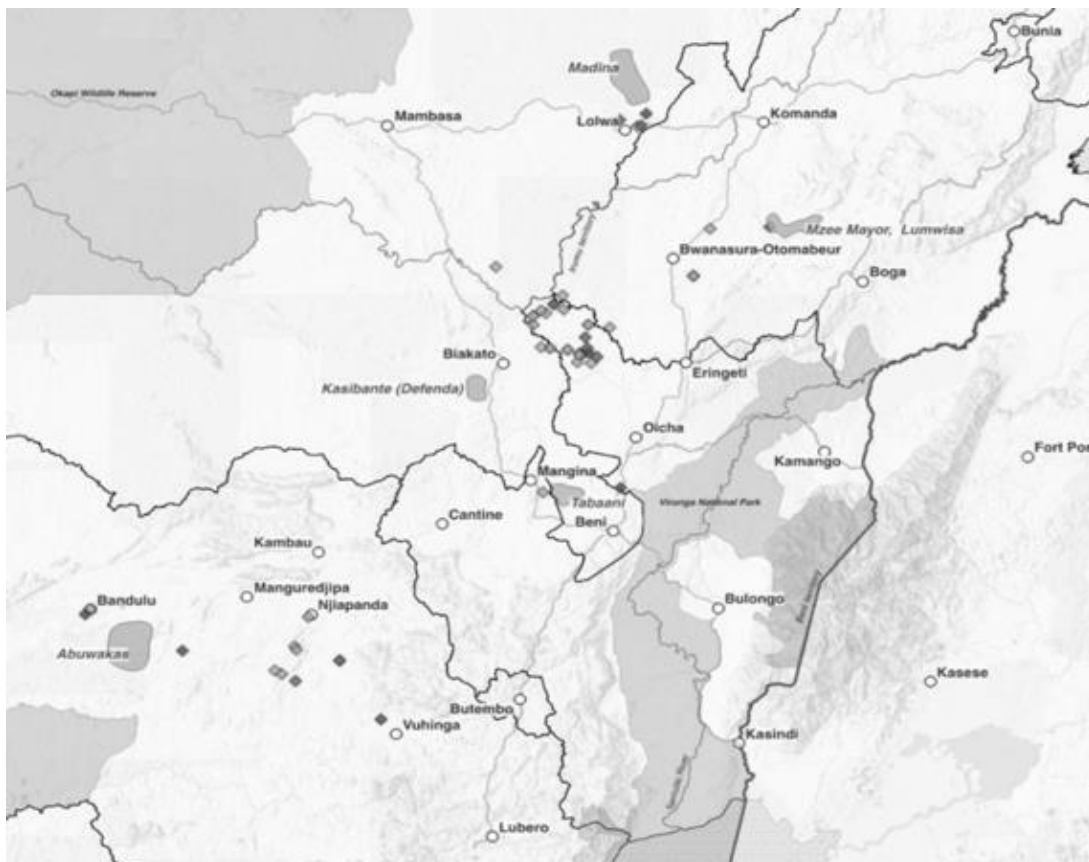 Bunia
Madina
Okapi Wildlife Reserve
Mambasa
Lolwa
Komanda
Mzee Mayor, Lumwisa
Bwanasura-Otomabeur
Boga
Biakato
Eringeti
Kasibante (Defenda)
Oicha
Kamango
Fort Por
Mangina
Tabaani
Virunga National Park
Cantine
Beni
Kambau
Manguredjipa
Bandulu
Njiapanda
Bulongo
Abuwakas
Kasese
Butembo
Vuhinga
Kasindi
Lubero